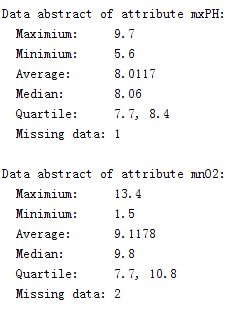 Data abstract of attribute mxPH:
Maximium: 9.7
Minimium: 5.6
Average: 8.0117
Median: 8.06
Quartile: 7.7, 8.4
Missing data: 1
Data abstract of attribute mnO2:
Maximium: 13.4
Minimium: 1.5
Average: 9.1178
Median: 9.8
Quartile: 7.7, 10.8
Missing data: 2